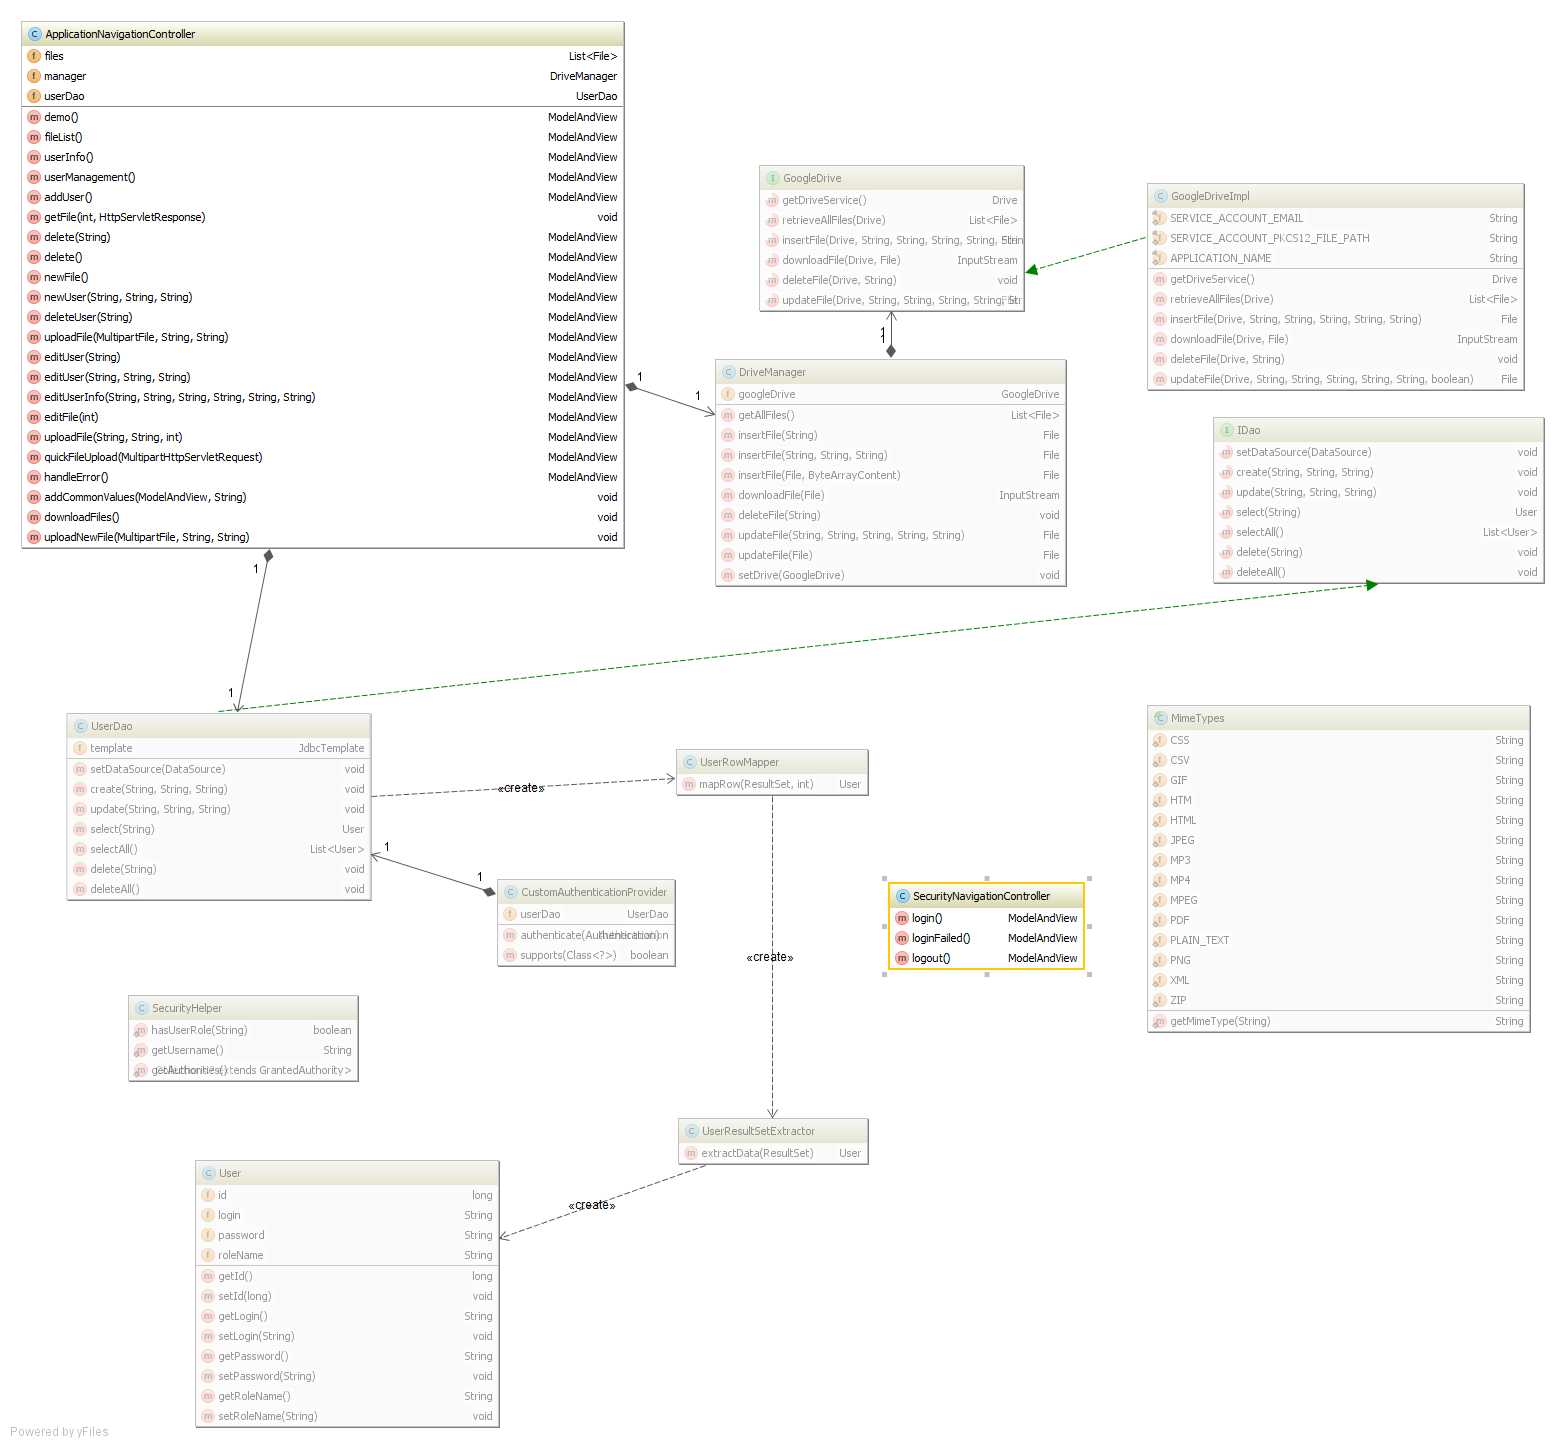 ApplicationNavigationController
files List<File>
manager DriveManager
userDao UserDao
demo() ModelAndView
fileList() ModelAndView
userInfo() ModelAndView
userManagement() ModelAndView
addUser() ModelAndView
getFile(int, HttpServletResponse) void
delete(String) ModelAndView
delete() ModelAndView
newFile() ModelAndView
newUser(String, String, String) ModelAndView
deleteUser(String) ModelAndView
uploadFile(MultipartFile, String, String) ModelAndView
editUser(String) ModelAndView
editUser(String, String, String) ModelAndView
editUserInfo(String, String, String, String, String, String) ModelAndView
editFile(int) ModelAndView
uploadFile(String, String, int) ModelAndView
quickFileUpload(MultipartHttpServletRequest) ModelAndView
handleError() ModelAndView
addCommonValues(ModelAndView, String) void
downloadFiles() void
uploadNewFile(MultipartFile, String, String) void
GoogleDrive
getDriveService() Drive
retrieveAllFiles(Drive) List<File>
insertFile(Drive, String, String, String, String,
downloadFile(Drive, File) InputStream
deleteFile(Drive, String) void
updateFile(Drive, String, String, String, String,
GoogleDriveImpl
SERVICE_ACCOUNT_EMAIL String
SERVICE_ACCOUNT_PKCS12_FILE_PATH String
APPLICATION_NAME String
getDriveService() Drive
retrieveAllFiles(Drive) List<File>
insertFile(Drive, String, String, String, String, String) File
downloadFile(Drive, File) InputStream
deleteFile(Drive, String) void
updateFile(Drive, String, String, String, String, String, boolean) File
1
1
1
1
DriveManager
googleDrive GoogleDrive
getAllFiles() List<File>
insertFile(String) File
insertFile(String, String, String) File
insertFile(File, ByteArrayContent) File
downloadFile(File) InputStream
deleteFile(String) void
updateFile(String, String, String, String, String) File
updateFile(File) File
setDrive(GoogleDrive) void
IDao
setDataSource(DataSource) void
create(String, String, String) void
update(String, String, String) void
select(String) User
selectAll() List<User>
delete(String) void
deleteAll() void
1
1
UserDao
template JdbcTemplate
setDataSource(DataSource) void
create(String, String, String) void
update(String, String, String) void
select(String) User
selectAll() List<User>
delete(String) void
deleteAll() void
«create»
UserRowMapper
mapRow(ResultSet, int) User
1
1
CustomAuthenticationProvider
userDao UserDao
authenticate(Authentication)
supports(Class<?>) boolean
«create»
SecurityNavigationController
login() ModelAndView
loginFailed() ModelAndView
logout() ModelAndView
MimeTypes
CSS String
CSV String
GIF String
HTM String
HTML String
JPEG String
MP3 String
MP4 String
MPEG String
PDF String
PLAIN_TEXT String
PNG String
XML String
ZIP String
getMimeType(String) String
SecurityHelper
hasUserRole(String) boolean
getUsername() String
getAuthorities() extends GrantedAuthority>
UserResultSetExtractor
extractData(ResultSet) User
«create»
User
id long
login String
password String
roleName String
getId() long
setId(long) void
getLogin() String
setLogin(String) void
getPassword() String
setPassword(String) void
getRoleName() String
setRoleName(String) void
Powered by yFiles